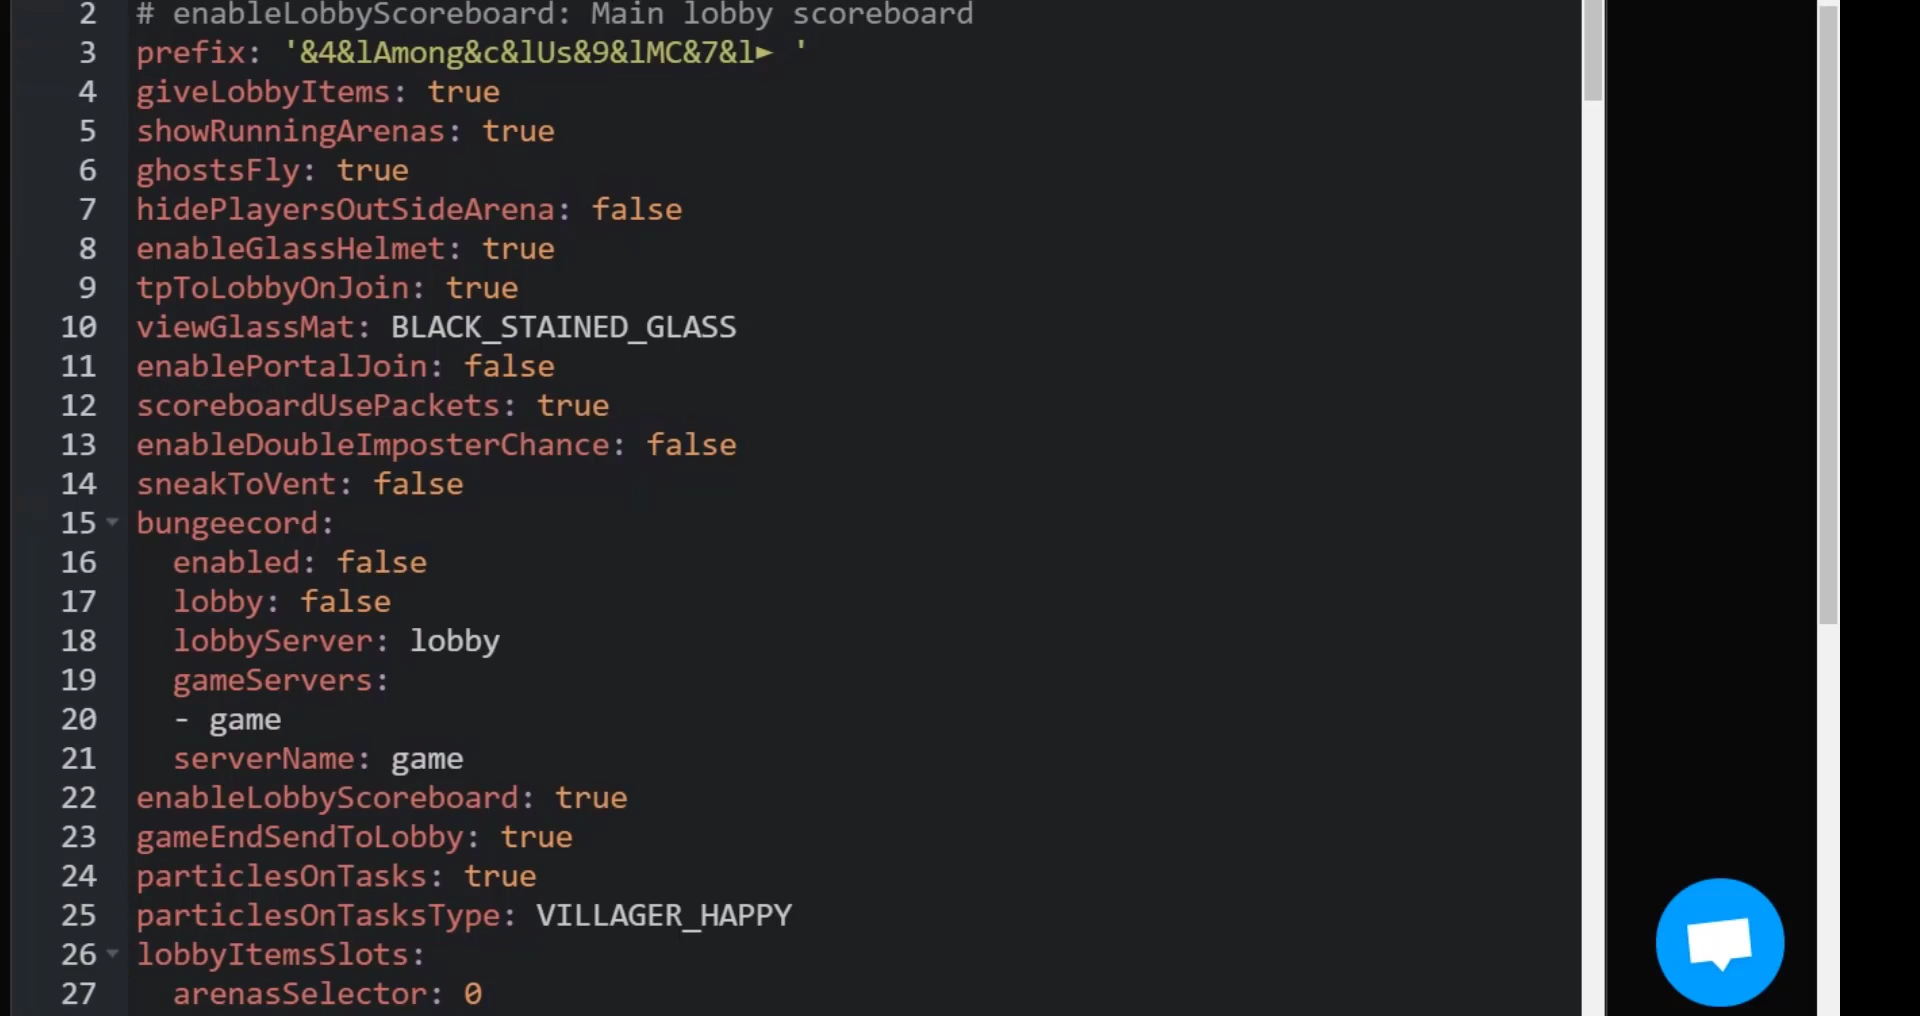 2 # enableLobbyScoreboard: Main lobby scoreboard
3 prefix: '&4&lAmong&c&lUs&9&lMC&7&l► '
4 giveLobbyItems: true
5 showRunningArenas: true
6 ghostsFly: true
7 hidePlayersOutSideArena: false
8 enableGlassHelmet: true
9 tpToLobbyOnJoin: true
10 viewGlassMat: BLACK_STAINED_GLASS
11 enablePortalJoin: false
12 scoreboardUsePackets: true
13 enableDoubleImposterChance: false
14 sneakToVent: false
15 bungeecord:
16   enabled: false
17   lobby: false
18   lobbyServer: lobby
19   gameServers:
20   - game
21   serverName: game
22 enableLobbyScoreboard: true
23 gameEndSendToLobby: true
24 particlesOnTasks: true
25 particlesOnTasksType: VILLAGER_HAPPY
26 lobbyItemsSlots:
27   arenasSelector: 0